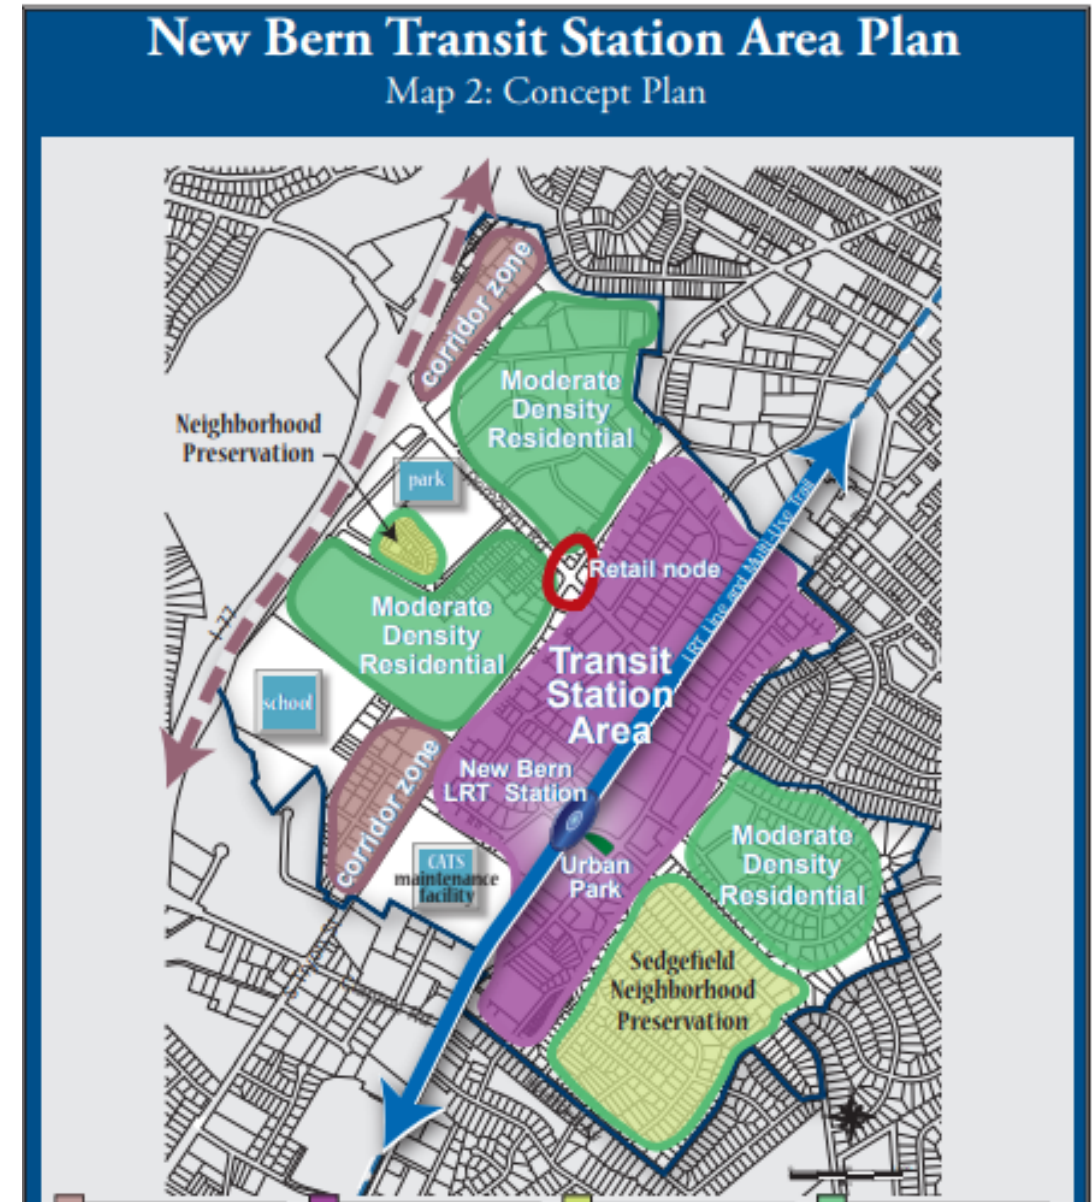 New Bern Transit Station Area Plan
Map 2: Concept Plan
corridor zone
Moderate
Density
Residential
Neighborhood
Preservation
park
LRT Line and Multi-Use Trail
Retail node
I-77
Moderate
Density
Residential
Transit
Station
Area
school
corridor zone
New Bern
LRT Station
CATS
maintenance
facility
Urban
Park
Moderate
Density
Residential
Sedgefield
Neighborhood
Preservation